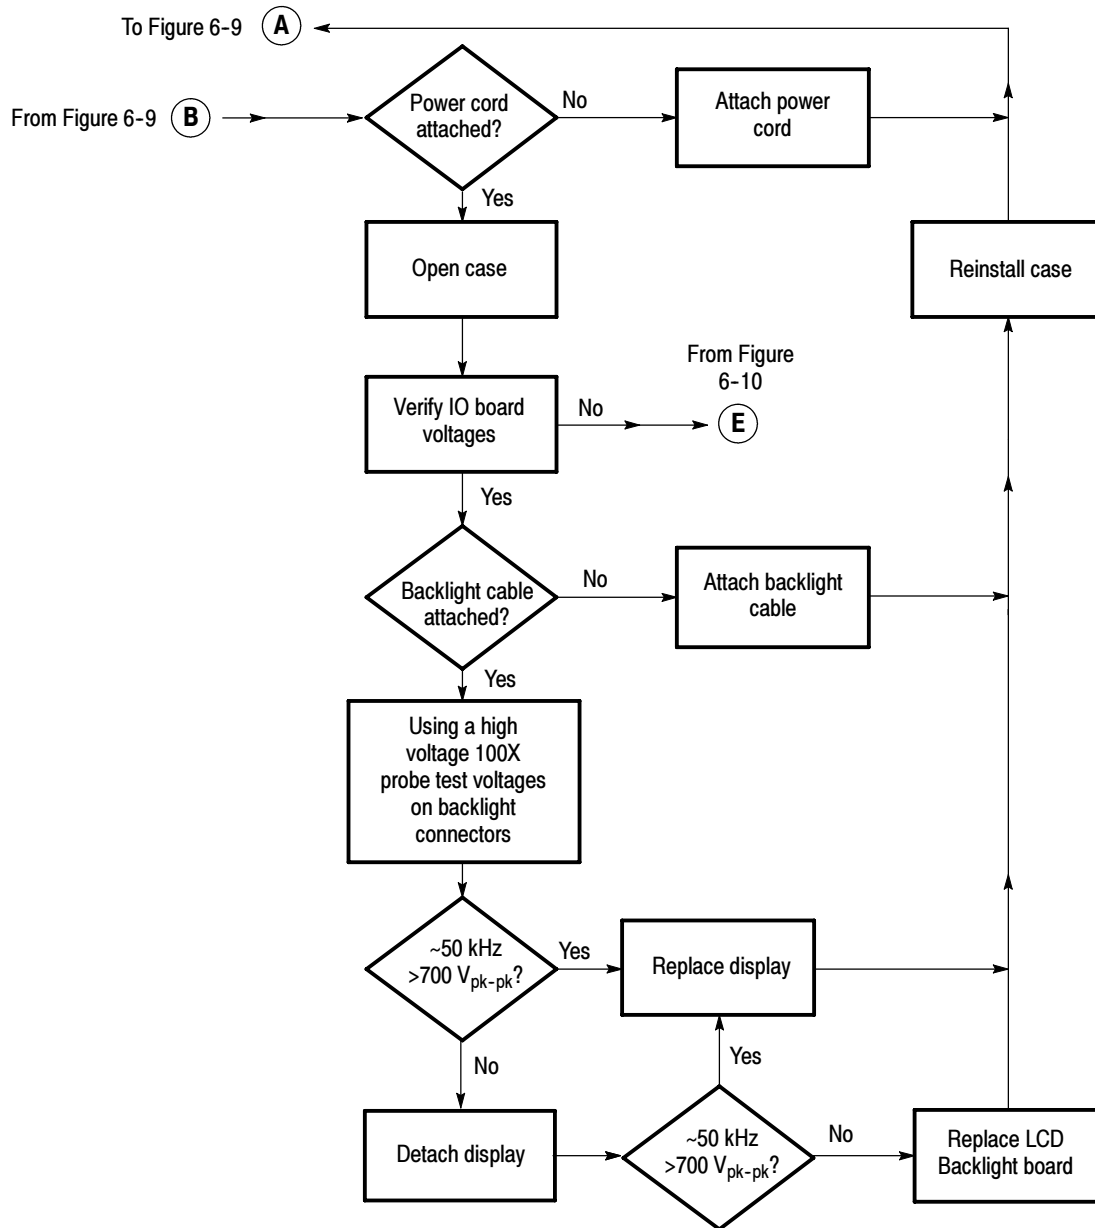 To Figure 6-9 A
From Figure 6-9 B
Power cord
attached?
No
Attach power
cord
Yes
Open case
Reinstall case
Verify IO board
voltages
No
From Figure
6-10
E
Yes
Backlight cable
attached?
No
Attach backlight
cable
Yes
Using a high
voltage 100X
probe test voltages
on backlight
connectors
~50 kHz
>700 Vpk-pk?
Yes
Replace display
No
Yes
Detach display
~50 kHz
>700 Vpk-pk?
No
Replace LCD
Backlight board